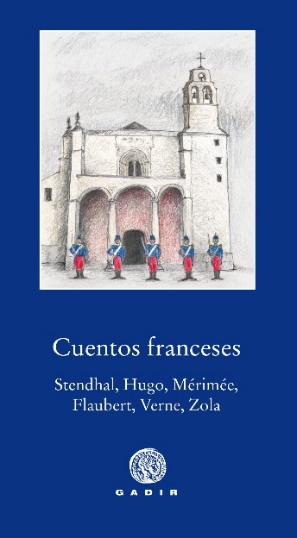 Cuentos franceses
Stendhal, Hugo, Mérimée,
Flaubert, Verne, Zola
GADIR